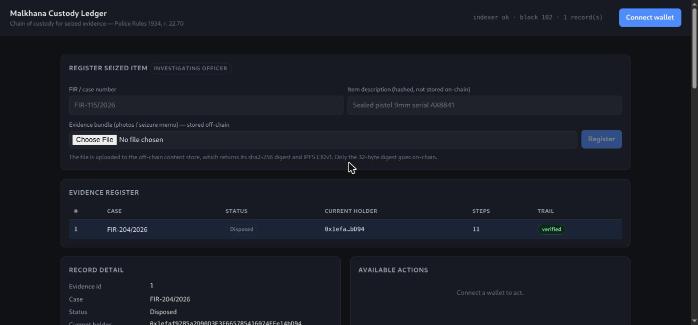 Malkhana Custody Ledger
Chain of custody for seized evidence — Police Rules 1934, r. 22.70
indexer ok · block 102 · 1 record(s)
Connect wallet
REGISTER SEIZED ITEM INVESTIGATING OFFICER
FIR / case number
Item description (hashed, not stored on-chain)
FIR-115/2026
Sealed pistol 9mm serial AX8841
Evidence bundle (photos / seizure memo) — stored off-chain
Choose File No file chosen
Register
The file is uploaded to the off-chain content store, which returns its sha2-256 digest and IPFS CIDv1. Only the 32-byte digest goes on-chain.
EVIDENCE REGISTER
# CASE STATUS CURRENT HOLDER STEPS TRAIL
1 FIR-204/2026 Disposed 0x1efa…bD94 11 verified
RECORD DETAIL
AVAILABLE ACTIONS
Evidence id 1
Connect a wallet to act.
Case FIR-204/2026
Status Disposed
Current holder